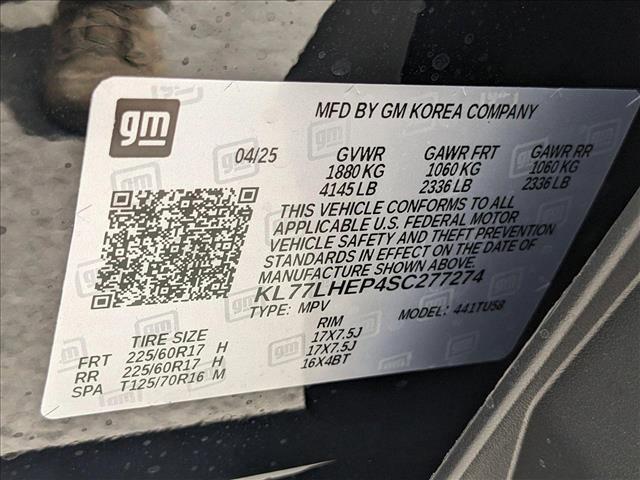 gm
MFD BY GM KOREA COMPANY
04/25 GVWR GAWR FRT GAWR RR
1880 KG 1060 KG 1060 KG
4145 LB 2336 LB 2336 LB
THIS VEHICLE CONFORMS TO ALL
APPLICABLE U.S. FEDERAL MOTOR
VEHICLE SAFETY AND THEFT PREVENTION
STANDARDS IN EFFECT ON THE DATE OF
MANUFACTURE SHOWN ABOVE.
KL77LHEP4SC277274
TYPE: MPV MODEL: 441TU58
TIRE SIZE RIM
FRT 225/60R17 H 17X7.5J
RR 225/60R17 H 17X7.5J
SPA T125/70R16 M 16X4BT